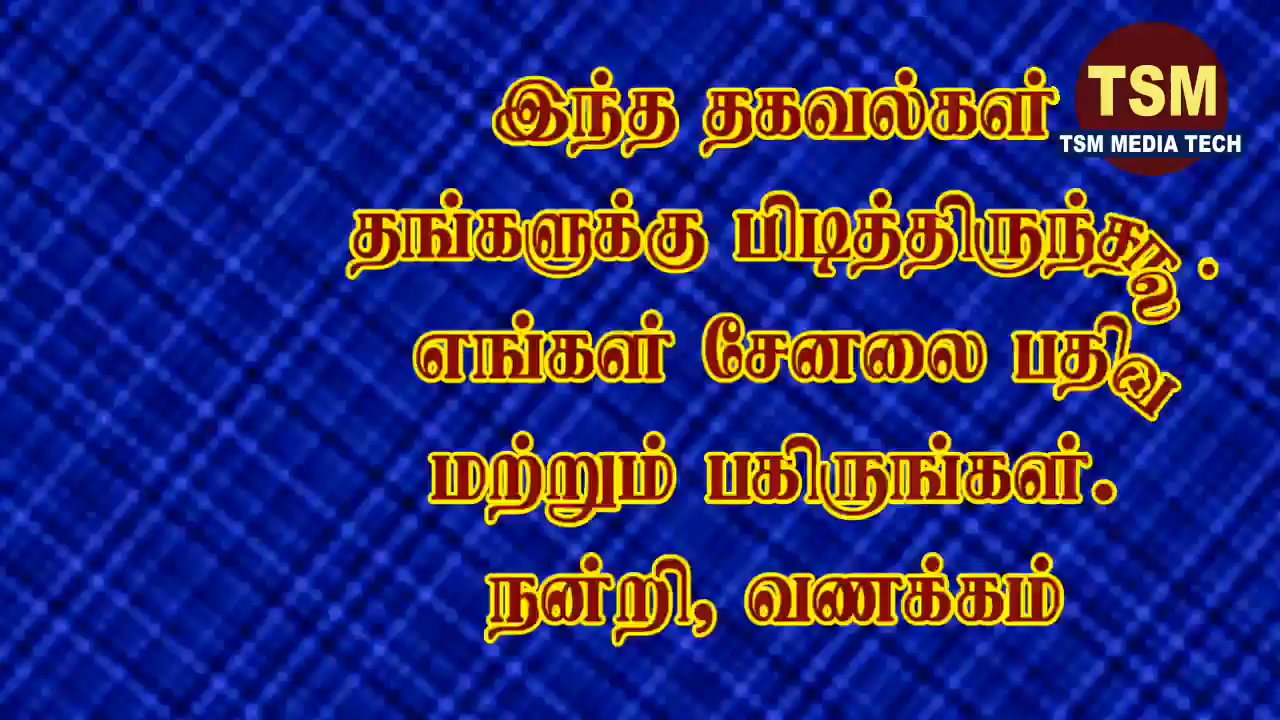 இந்த தகவல்கள்
TSM
TSM MEDIA TECH
தங்களுக்கு பிடித்திருந்தால்.
எங்கள் சேனலை பதிவு
மற்றும் பகிருங்கள்.
நன்றி, வணக்கம்